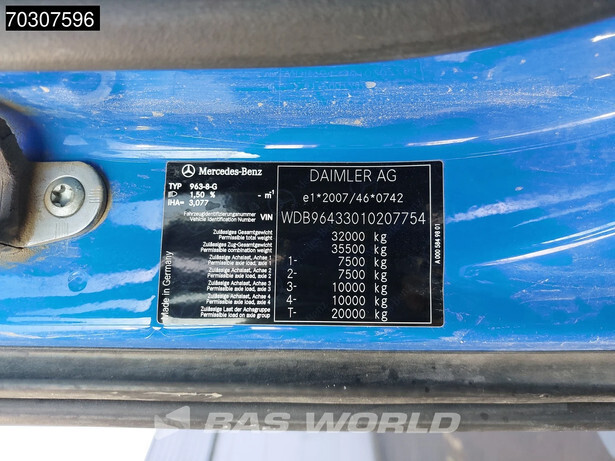 70307596
Mercedes-Benz
DAIMLER AG
TYP 963-8-G
1,50 % - m⁻¹
IHA= 3,077
e1*2007/46*0742
Fahrzeugidentifizierungsnummer
Vehicle Identification Number VIN WDB96433010207754
Zulässiges Gesamtgewicht
Permissible total weight 32000 kg
Zulässiges Zug-Gesamtgewicht
Permissible combination weight 35500 kg
Zulässige Achslast, Achse 1
Permissible axle load, axle 1 1- 7500 kg
Zulässige Achslast, Achse 2
Permissible axle load, axle 2 2- 7500 kg
Zulässige Achslast, Achse 3
Permissible axle load, axle 3 3- 10000 kg
Zulässige Achslast, Achse 4
Permissible axle load, axle 4 4- 10000 kg
Zulässige Last der Achsgruppe
Permissible load on axle group T- 20000 kg
Made in Germany
A 000 584 98 01
BAS WORLD